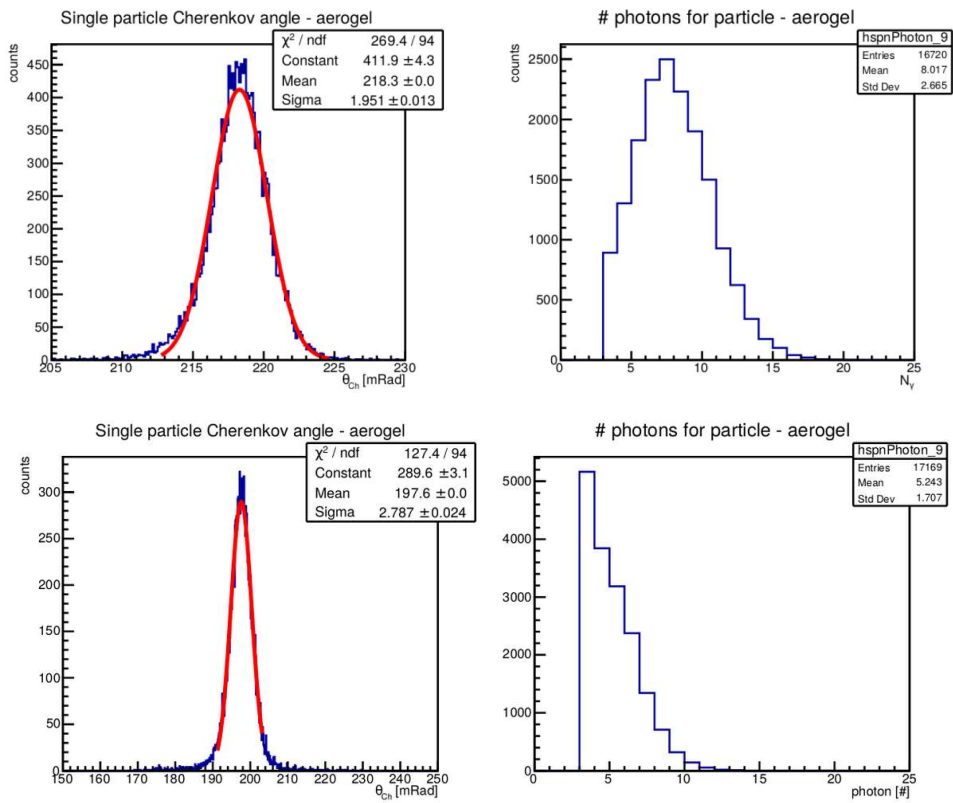 Single particle Cherenkov angle - aerogel
χ² / ndf 269.4 / 94
Constant 411.9 ± 4.3
Mean 218.3 ± 0.0
Sigma 1.951 ± 0.013
counts
450
400
350
300
250
200
150
100
50
0
205 210 215 220 225 230
θCh [mRad]
# photons for particle - aerogel
hspnPhoton_9
Entries 16720
Mean 8.017
Std Dev 2.665
counts
2500
2000
1500
1000
500
0
0 5 10 15 20 25
Nγ
Single particle Cherenkov angle - aerogel
χ² / ndf 127.4 / 94
Constant 289.6 ± 3.1
Mean 197.6 ± 0.0
Sigma 2.787 ± 0.024
counts
300
250
200
150
100
50
0
150 160 170 180 190 200 210 220 230 240 250
θCh [mRad]
# photons for particle - aerogel
hspnPhoton_9
Entries 17169
Mean 5.243
Std Dev 1.707
counts
5000
4000
3000
2000
1000
0
0 5 10 15 20 25
photon [#]